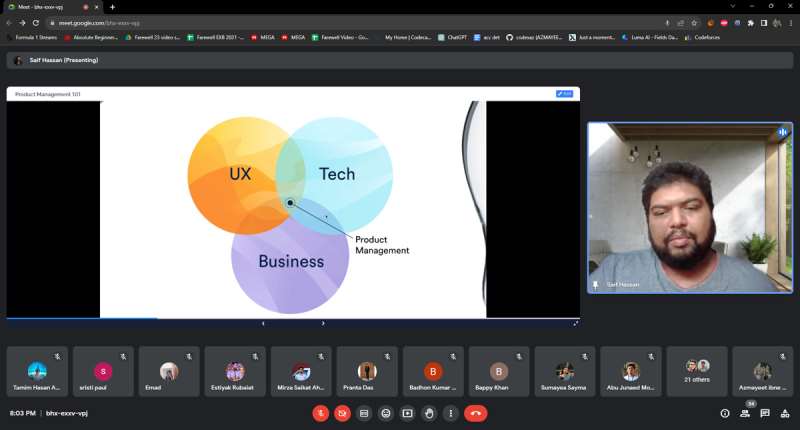 Meet - bhx-exxv-vpj
meet.google.com/bhx-exxv-vpj
Formula 1 Streams
Absolute Beginner...
Farewell 23 video s...
Farewell EXB 2021 -...
MEGA
MEGA
Farewell Video - Go...
My Home | Codeca...
ChatGPT
acc det
Just a moment...
Luma AI - Fields Da...
Codeforces
Saif Hassan (Presenting)
Product Management 101
Edit
UX
Tech
Product
Management
Business
Saif Hassan
Tamim Hasan A...
sristi paul
Emad
Estiyak Rubaiat
Mirza Saikat Ah...
Pranta Das
Badhon Kumar ...
Bappy Khan
Sumayea Sayma
Abu Junaed Mo...
21 others
Azmayeet ibne ...
S
B
B
8:03 PM | bhx-exxv-vpj
34